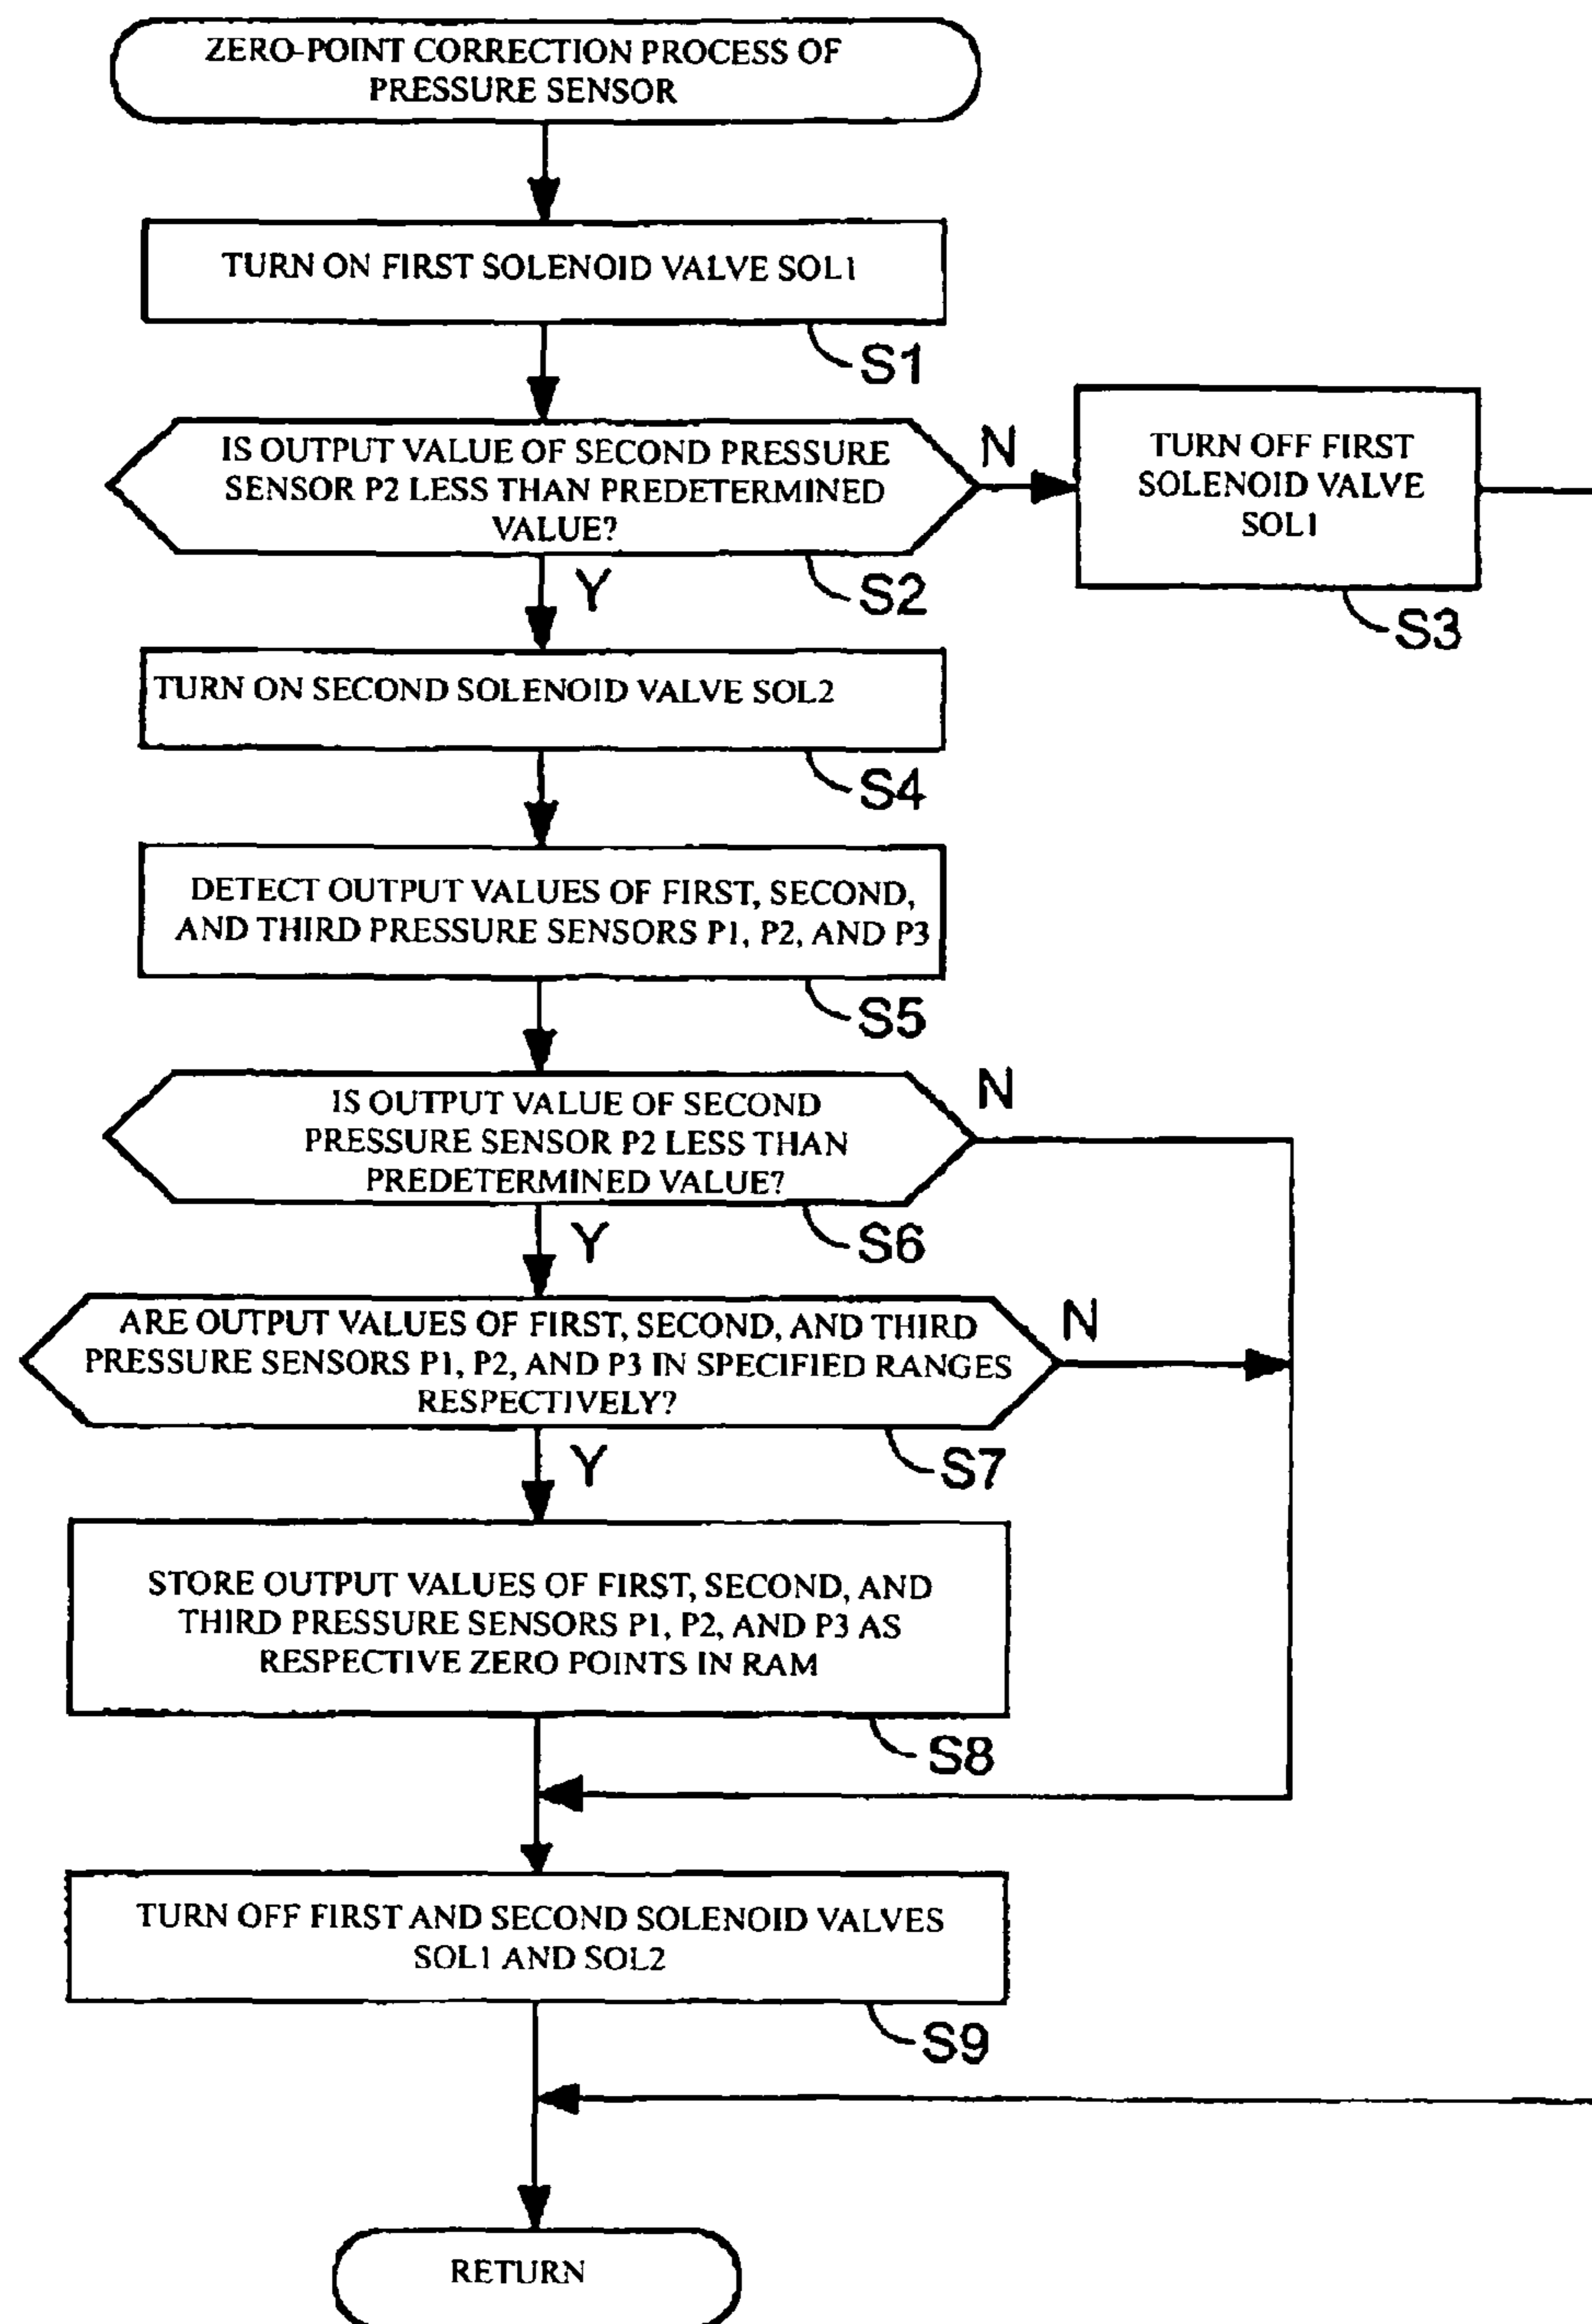 ZERO-POINT CORRECTION PROCESS OF
PRESSURE SENSOR
TURN ON FIRST SOLENOID VALVE SOL1
S1
IS OUTPUT VALUE OF SECOND PRESSURE
SENSOR P2 LESS THAN PREDETERMINED
VALUE?
N
Y
S2
TURN OFF FIRST
SOLENOID VALVE
SOL1
S3
TURN ON SECOND SOLENOID VALVE SOL2
S4
DETECT OUTPUT VALUES OF FIRST, SECOND,
AND THIRD PRESSURE SENSORS P1, P2, AND P3
S5
IS OUTPUT VALUE OF SECOND
PRESSURE SENSOR P2 LESS THAN
PREDETERMINED VALUE?
N
Y
S6
ARE OUTPUT VALUES OF FIRST, SECOND, AND THIRD
PRESSURE SENSORS P1, P2, AND P3 IN SPECIFIED RANGES
RESPECTIVELY?
N
Y
S7
STORE OUTPUT VALUES OF FIRST, SECOND, AND
THIRD PRESSURE SENSORS P1, P2, AND P3 AS
RESPECTIVE ZERO POINTS IN RAM
S8
TURN OFF FIRST AND SECOND SOLENOID VALVES
SOL1 AND SOL2
S9
RETURN